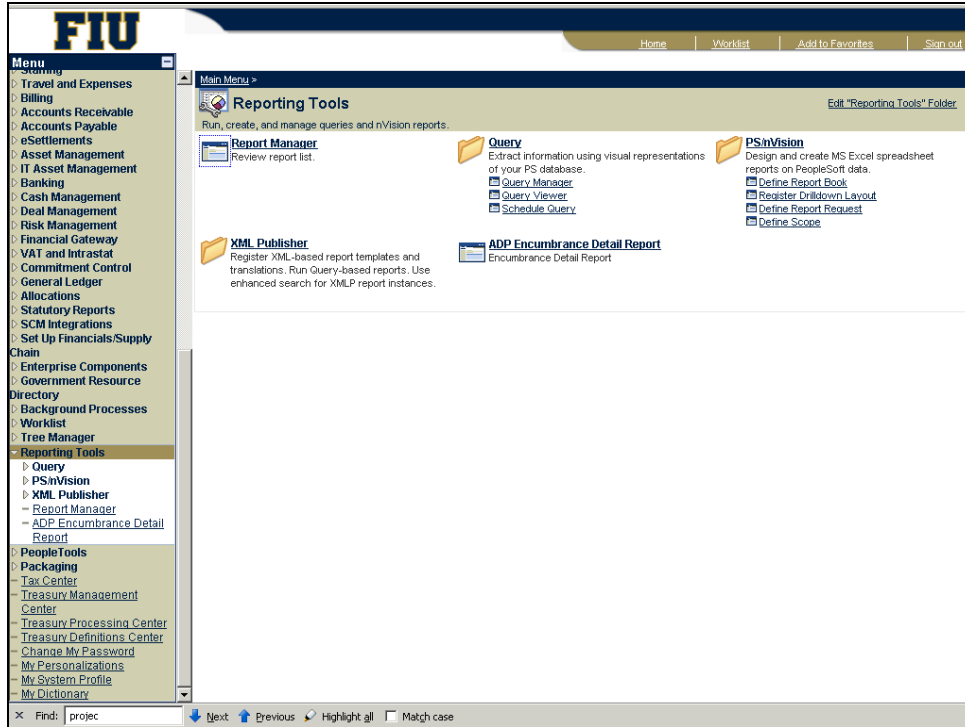 FIU
Home Worklist Add to Favorites Sign out
Menu
Travel and Expenses
Billing
Accounts Receivable
Accounts Payable
eSettlements
Asset Management
IT Asset Management
Banking
Cash Management
Deal Management
Risk Management
Financial Gateway
VAT and Intrastat
Commitment Control
General Ledger
Allocations
Statutory Reports
SCM Integrations
Set Up Financials/Supply
Chain
Enterprise Components
Government Resource
Directory
Background Processes
Worklist
Tree Manager
Reporting Tools
Query
PS/nVision
XML Publisher
Report Manager
ADP Encumbrance Detail
Report
PeopleTools
Packaging
Tax Center
Treasury Management
Center
Treasury Processing Center
Treasury Definitions Center
Change My Password
My Personalizations
My System Profile
My Dictionary
Main Menu >
Reporting Tools
Edit "Reporting Tools" Folder
Run, create, and manage queries and nVision reports.
Report Manager
Review report list.
Query
Extract information using visual representations
of your PS database.
Query Manager
Query Viewer
Schedule Query
PS/nVision
Design and create MS Excel spreadsheet
reports on PeopleSoft data.
Define Report Book
Register Drilldown Layout
Define Report Request
Define Scope
XML Publisher
Register XML-based report templates and
translations. Run Query-based reports. Use
enhanced search for XMLP report instances.
ADP Encumbrance Detail Report
Encumbrance Detail Report
× Find: projec Next Previous Highlight all Match case